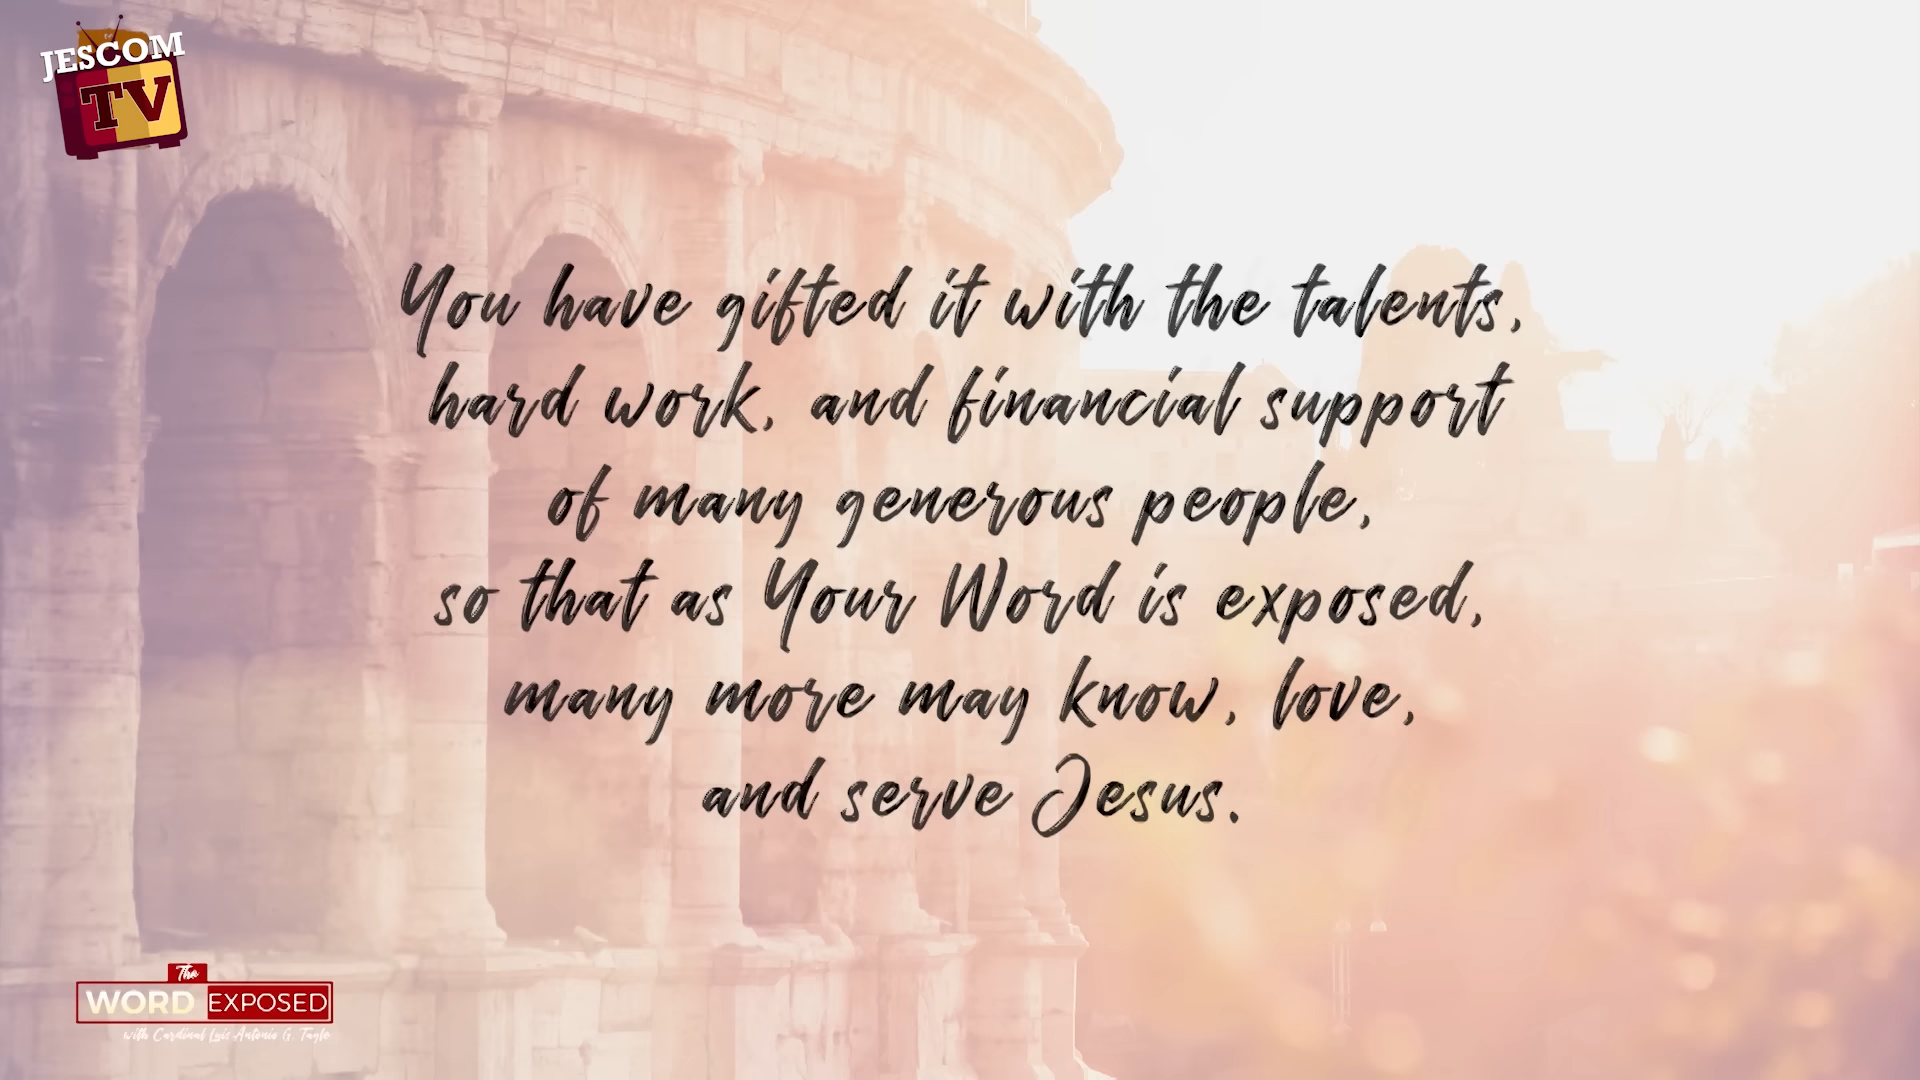 JESCOM
TV
You have gifted it with the talents,
hard work, and financial support
of many generous people,
so that as Your Word is exposed,
many more may know, love,
and serve Jesus.
The
WORD EXPOSED
with Cardinal Luis Antonio G. Tagle